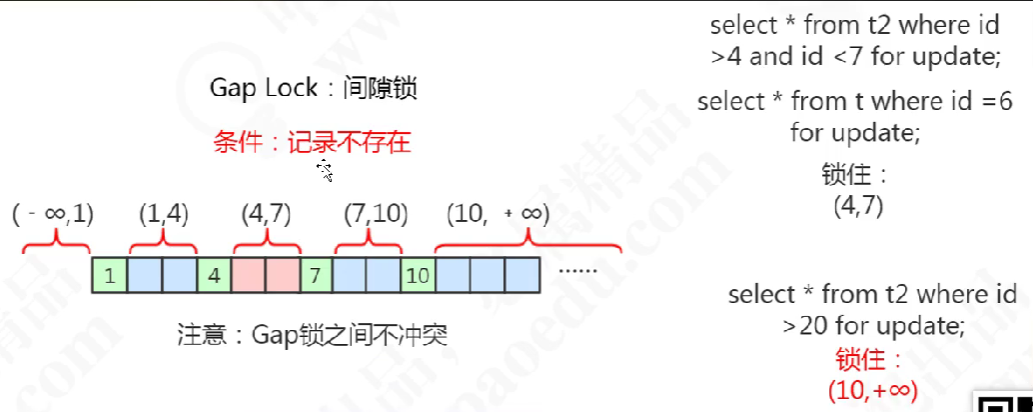 select * from t2 where id
>4 and id <7 for update;
Gap Lock：间隙锁
select * from t where id =6
for update;
条件：记录不存在
锁住：
(4,7)
( - ∞,1) (1,4) (4,7) (7,10) (10, + ∞)
1 4 7 10 ······
select * from t2 where id
>20 for update;
注意：Gap锁之间不冲突
锁住：
(10,+∞)